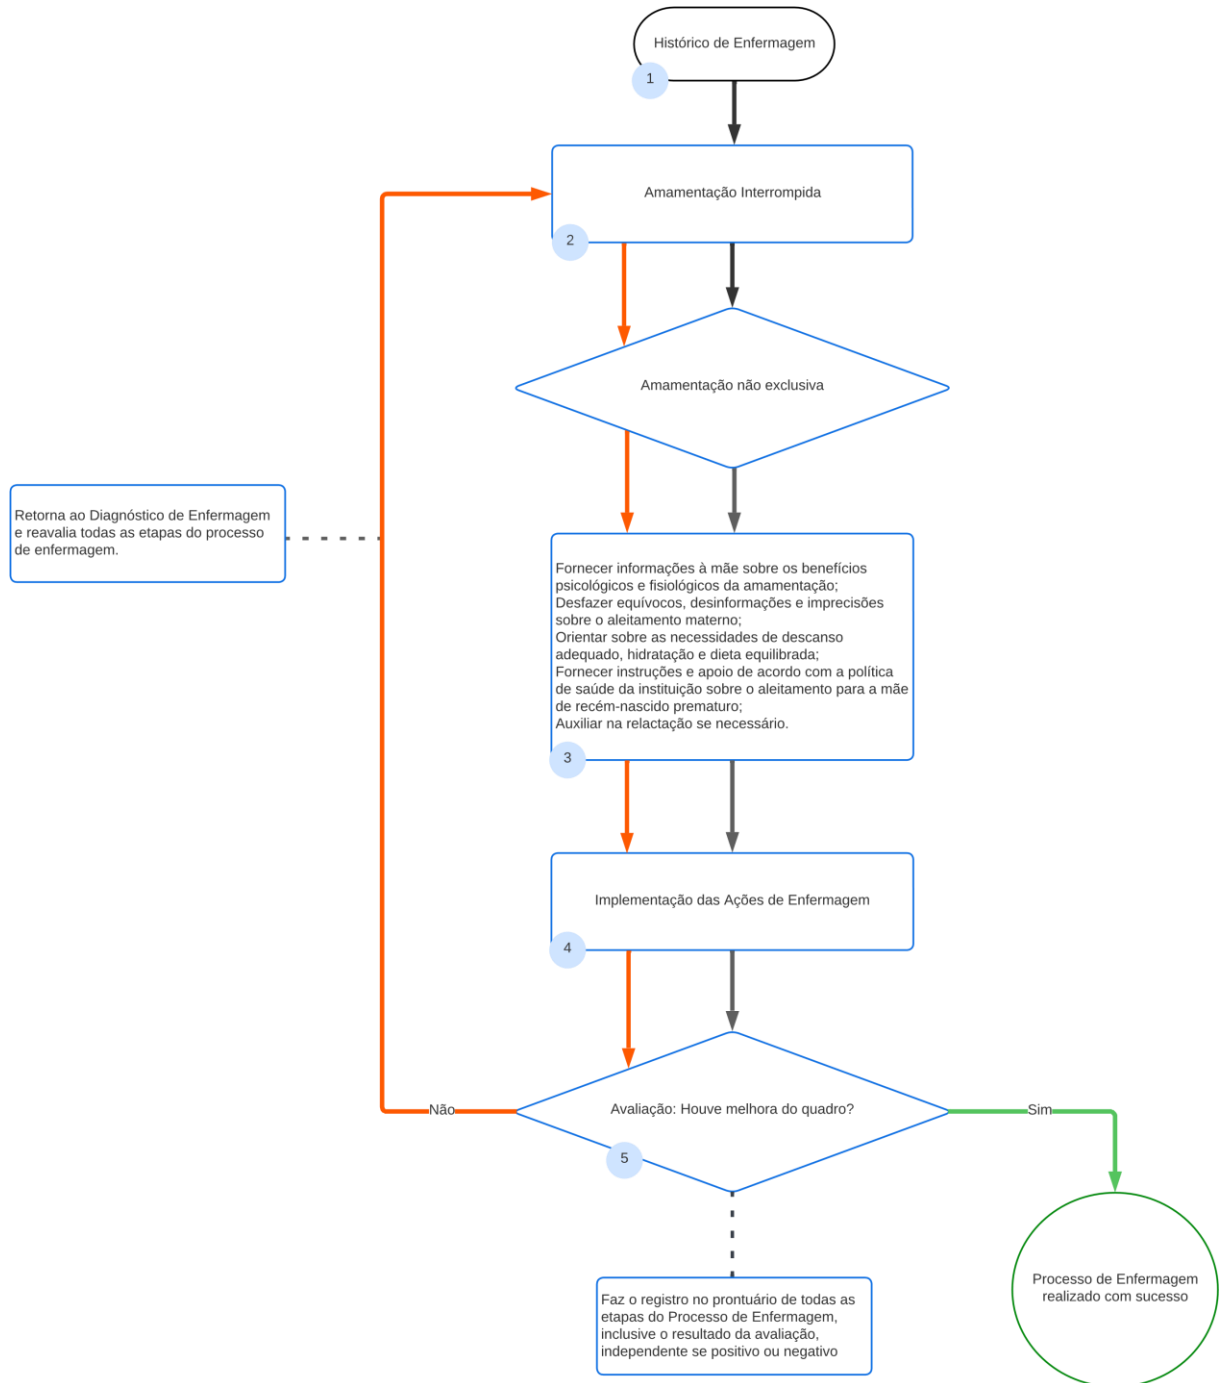 Histórico de Enfermagem
1
Amamentação Interrompida
2
Amamentação não exclusiva
Retorna ao Diagnóstico de Enfermagem
e reavalia todas as etapas do processo
de enfermagem.
Fornecer informações à mãe sobre os benefícios
psicológicos e fisiológicos da amamentação;
Desfazer equívocos, desinformações e imprecisões
sobre o aleitamento materno;
Orientar sobre as necessidades de descanso
adequado, hidratação e dieta equilibrada;
Fornecer instruções e apoio de acordo com a política
de saúde da instituição sobre o aleitamento para a mãe
de recém-nascido prematuro;
Auxiliar na relactação se necessário.
3
Implementação das Ações de Enfermagem
4
Não
Avaliação: Houve melhora do quadro?
Sim
5
Processo de Enfermagem
realizado com sucesso
Faz o registro no prontuário de todas as
etapas do Processo de Enfermagem,
inclusive o resultado da avaliação,
independente se positivo ou negativo